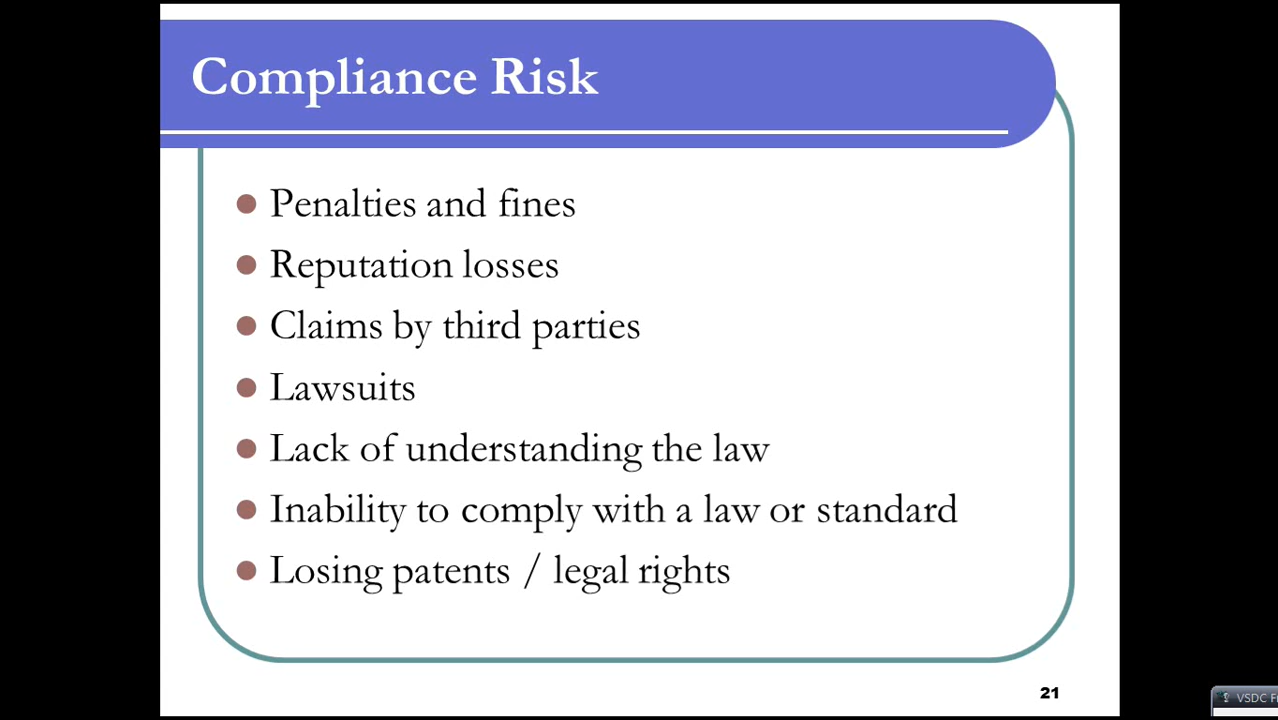 Compliance Risk
Penalties and fines
Reputation losses
Claims by third parties
Lawsuits
Lack of understanding the law
Inability to comply with a law or standard
Losing patents / legal rights
21
VSDC